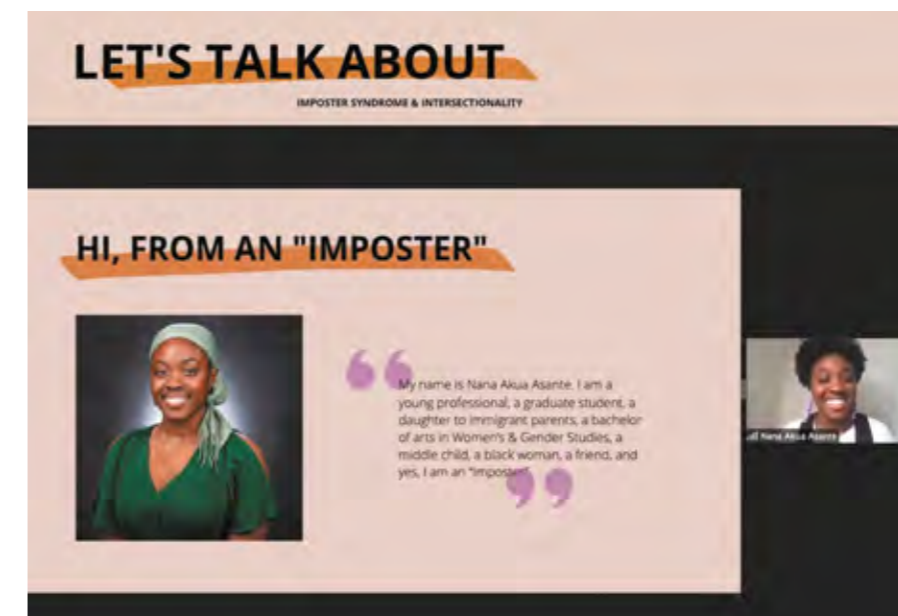 LET'S TALK ABOUT
IMPOSTER SYNDROME & INTERSECTIONALITY
HI, FROM AN "IMPOSTER"
My name is Nana Akua Asante. I am a
young professional, a graduate student, a
daughter to immigrant parents, a bachelor
of arts in Women's & Gender Studies, a
middle child, a black woman, a friend, and
yes, I am an "Imposter"
Nana Akua Asante